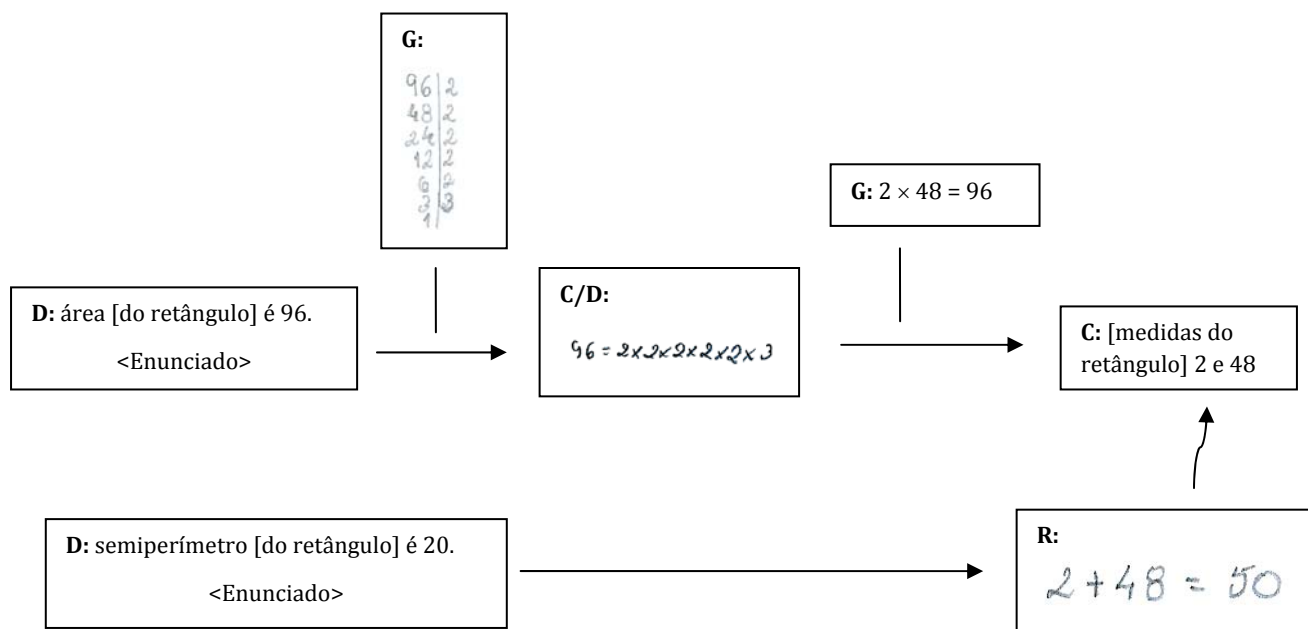 G:
96 2
48 2
24 2
12 2
6 2
3 3
1
G: 2 × 48 = 96
D: área [do retângulo] é 96.
<Enunciado>
C/D:
96 = 2×2×2×2×2×3
C: [medidas do
retângulo] 2 e 48
D: semiperímetro [do retângulo] é 20.
<Enunciado>
R:
2 + 48 = 50